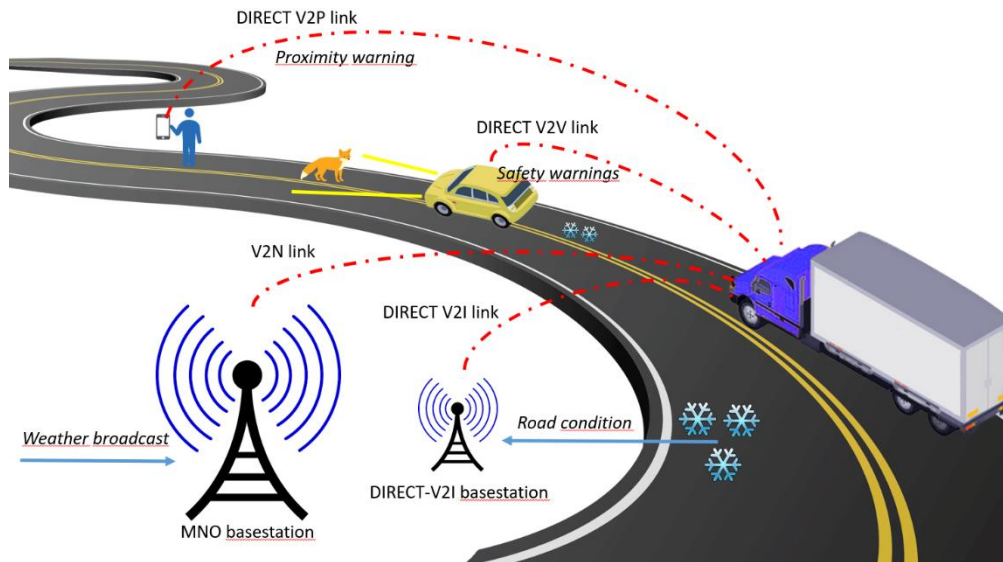 DIRECT V2P link
Proximity warning
DIRECT V2V link
Safety warnings
V2N link
DIRECT V2I link
Weather broadcast
Road condition
DIRECT-V2I basestation
MNO basestation